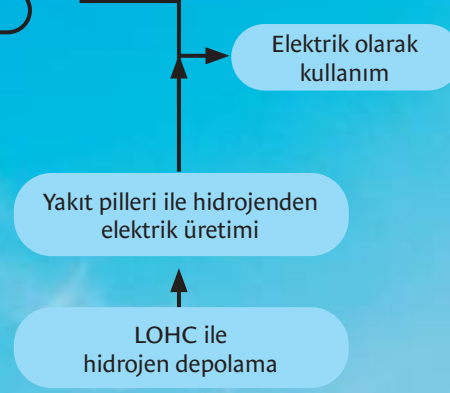 Elektrik olarak
kullanım
Yakıt pilleri ile hidrojenden
elektrik üretimi
LOHC ile
hidrojen depolama